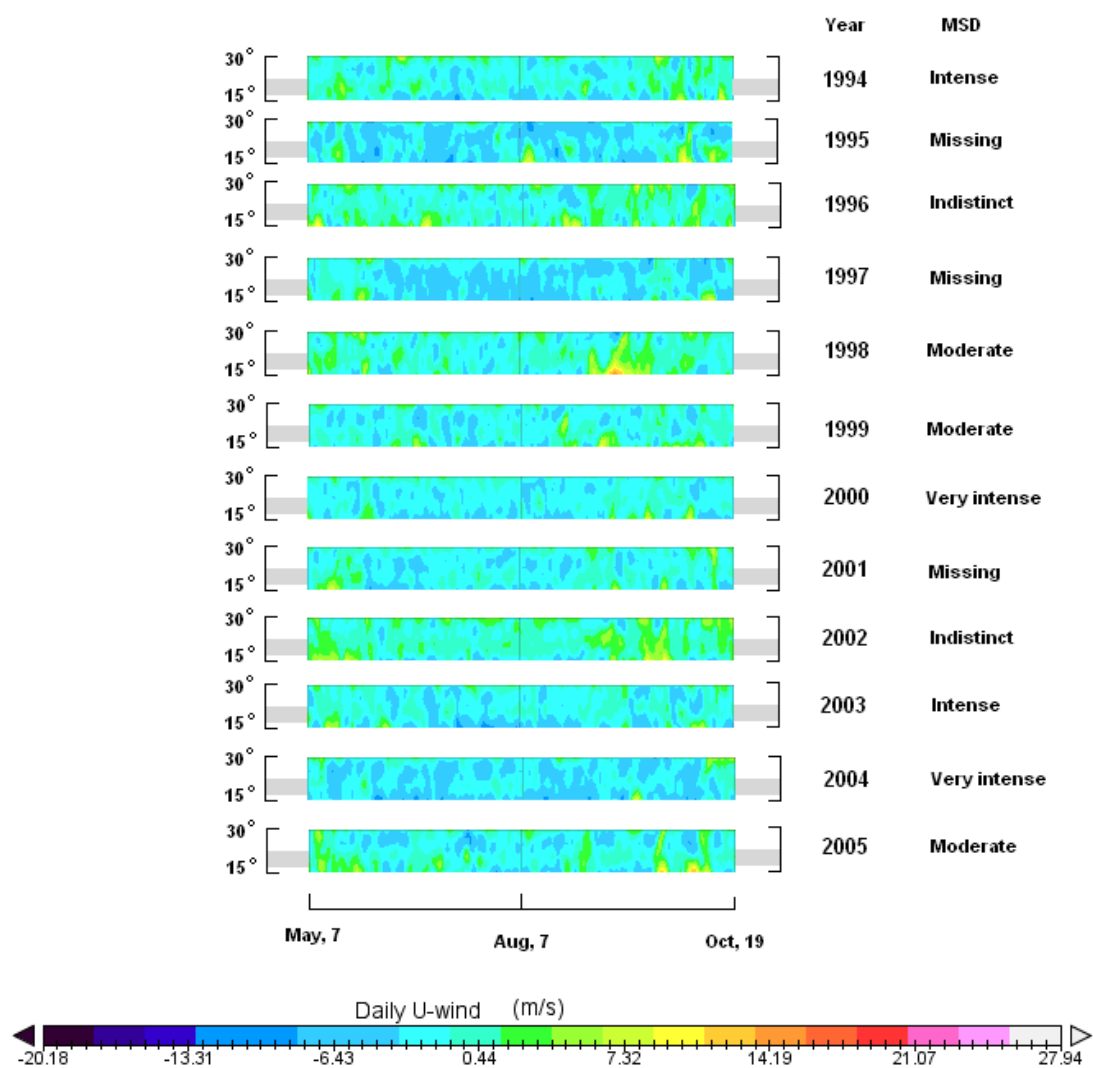 Year MSD
30° 1994 Intense
15°
30° 1995 Missing
15°
30° 1996 Indistinct
15°
30° 1997 Missing
15°
30° 1998 Moderate
15°
30° 1999 Moderate
15°
30° 2000 Very intense
15°
30° 2001 Missing
15°
30° 2002 Indistinct
15°
30° 2003 Intense
15°
30° 2004 Very intense
15°
30° 2005 Moderate
15°
May, 7 Aug, 7 Oct, 19
Daily U-wind (m/s)
-20.18 -13.31 -6.43 0.44 7.32 14.19 21.07 27.94